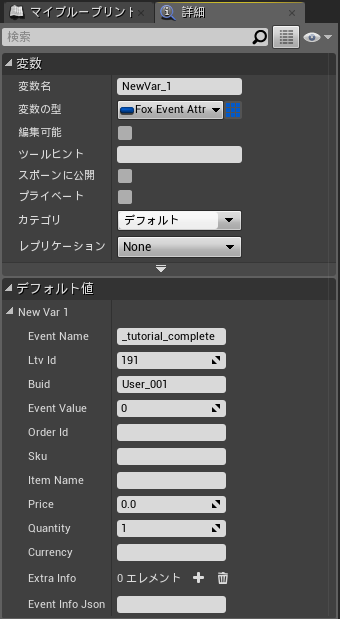 マイブループリント
詳細
検索
変数
変数名 NewVar_1
変数の型 Fox Event Attr
編集可能
ツールヒント
スポーンに公開
プライベート
カテゴリ デフォルト
レプリケーション None
デフォルト値
New Var 1
Event Name _tutorial_complete
Ltv Id 191
Buid User_001
Event Value 0
Order Id
Sku
Item Name
Price 0.0
Quantity 1
Currency
Extra Info 0 エレメント
Event Info Json